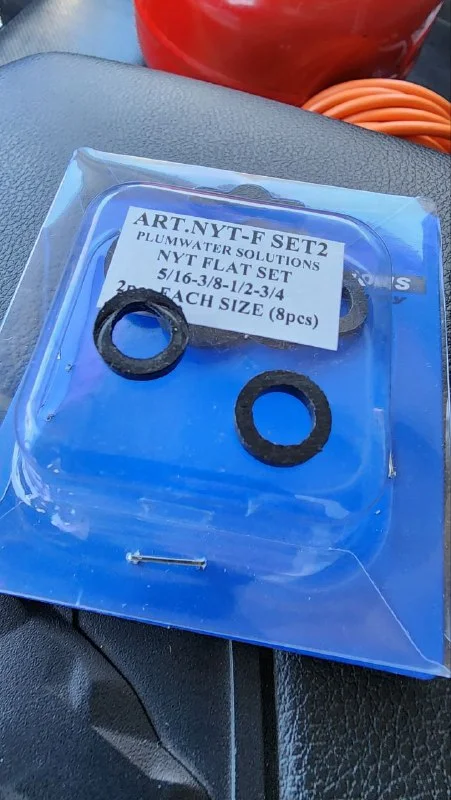 ART.NYT-F SET2
PLUMWATER SOLUTIONS
NYT FLAT SET
5/16-3/8-1/2-3/4
EACH SIZE (8pcs)